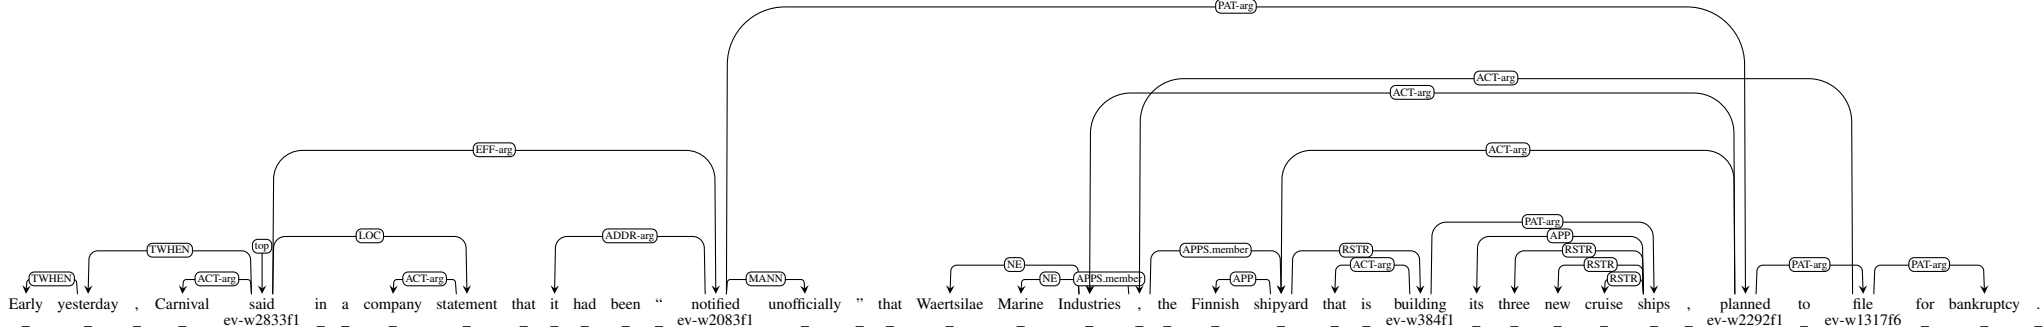 PAT-arg
ACT-arg
ACT-arg
EFF-arg ACT-arg
PAT-arg
LOC ADDR-arg APP
TWHEN top APPS.member RSTR RSTR
NE ACT-arg RSTR PAT-arg PAT-arg
TWHEN ACT-arg ACT-arg MANN NE APPS.member APP RSTR
Early yesterday , Carnival said in a company statement that it had been “ notified unofficially ” that Waertsilae Marine Industries , the Finnish shipyard that is building its three new cruise ships , planned to file for bankruptcy .
_ _ _ _ ev-w2833f1 _ _ _ _ _ _ _ _ _ ev-w2083f1 _ _ _ _ _ _ _ _ _ _ _ _ ev-w384f1 _ _ _ _ _ _ ev-w2292f1 _ ev-w1317f6 _ _ _